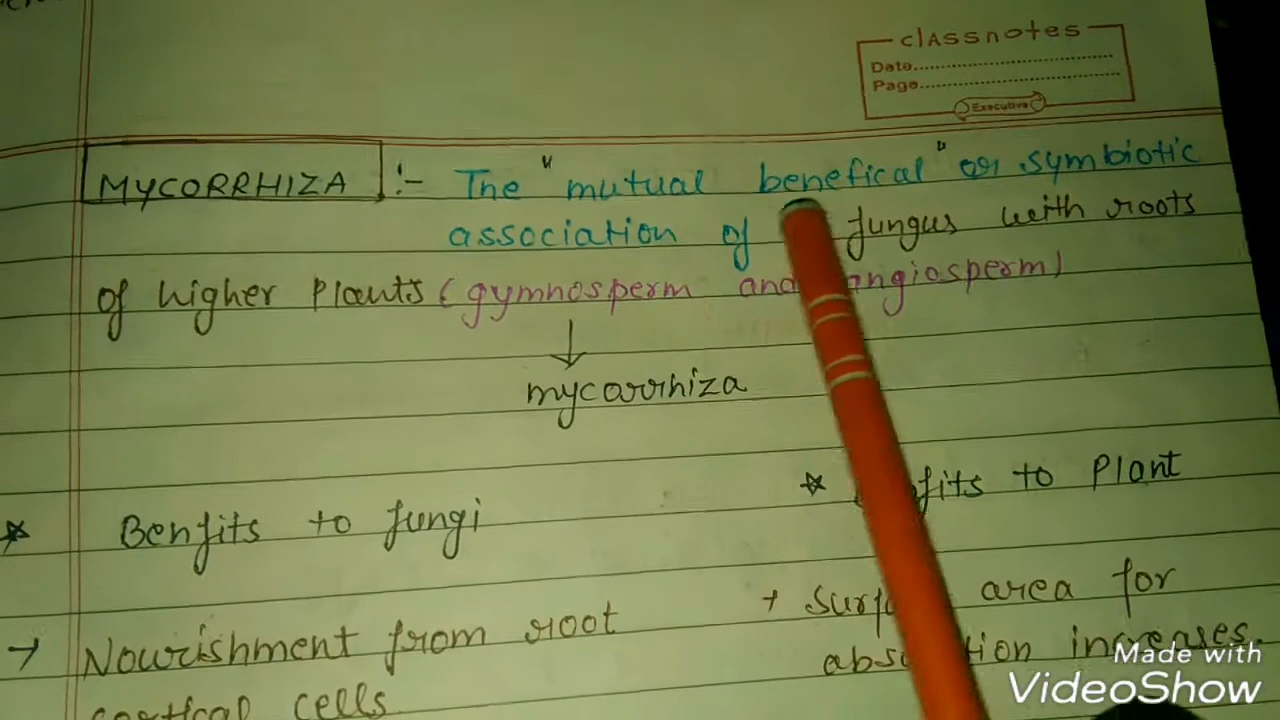 classnotes
Date
Page
Executive
MYCORRHIZA :- The "mutual benefical" or symbiotic
association of fungus with roots
of higher Plants (gymnosperm and angiosperm)
↓
mycorrhiza
☆ Benfits to fungi
☆ to Plant
→ Nourishment from root
cortical cells
→ area for
increases.
Made with
VideoShow